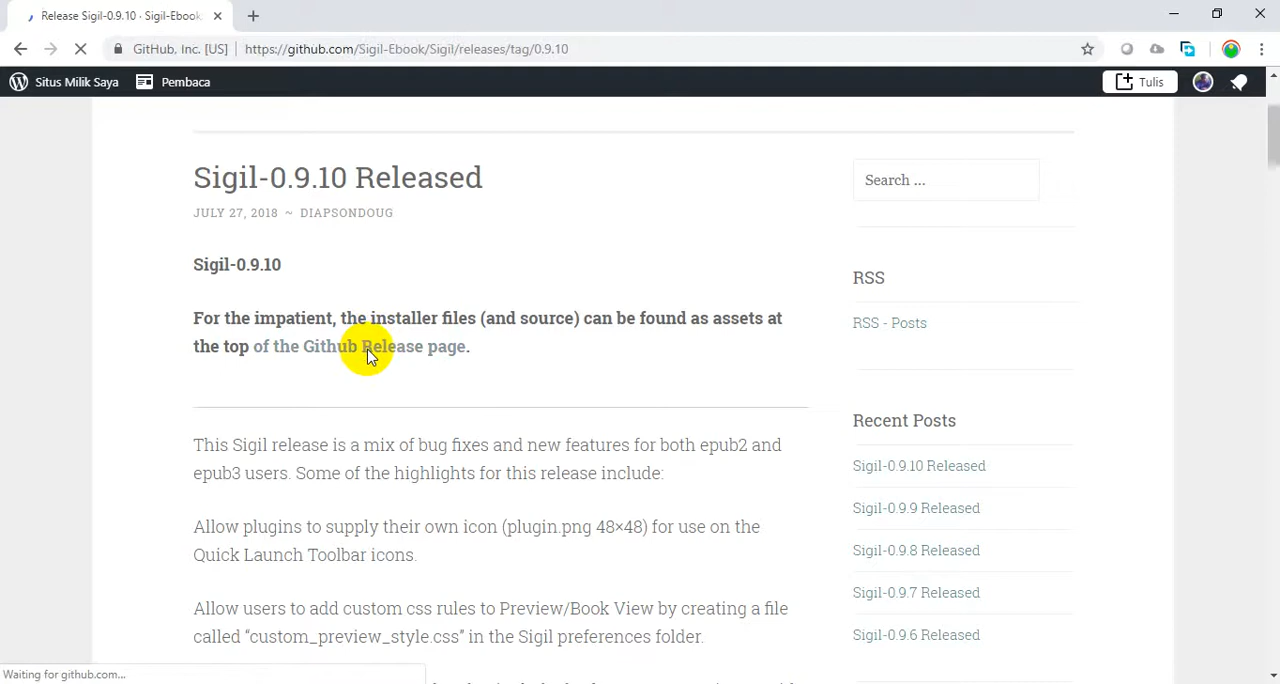 Release Sigil-0.9.10 · Sigil-Ebook
GitHub, Inc. [US] https://github.com/Sigil-Ebook/Sigil/releases/tag/0.9.10
Situs Milik Saya Pembaca Tulis
Sigil-0.9.10 Released
JULY 27, 2018 ~ DIAPSONDOUG
Sigil-0.9.10
For the impatient, the installer files (and source) can be found as assets at
the top of the Github Release page.
This Sigil release is a mix of bug fixes and new features for both epub2 and
epub3 users. Some of the highlights for this release include:
Allow plugins to supply their own icon (plugin.png 48×48) for use on the
Quick Launch Toolbar icons.
Allow users to add custom css rules to Preview/Book View by creating a file
called “custom_preview_style.css” in the Sigil preferences folder.
Search ...
RSS
RSS - Posts
Recent Posts
Sigil-0.9.10 Released
Sigil-0.9.9 Released
Sigil-0.9.8 Released
Sigil-0.9.7 Released
Sigil-0.9.6 Released
Waiting for github.com...